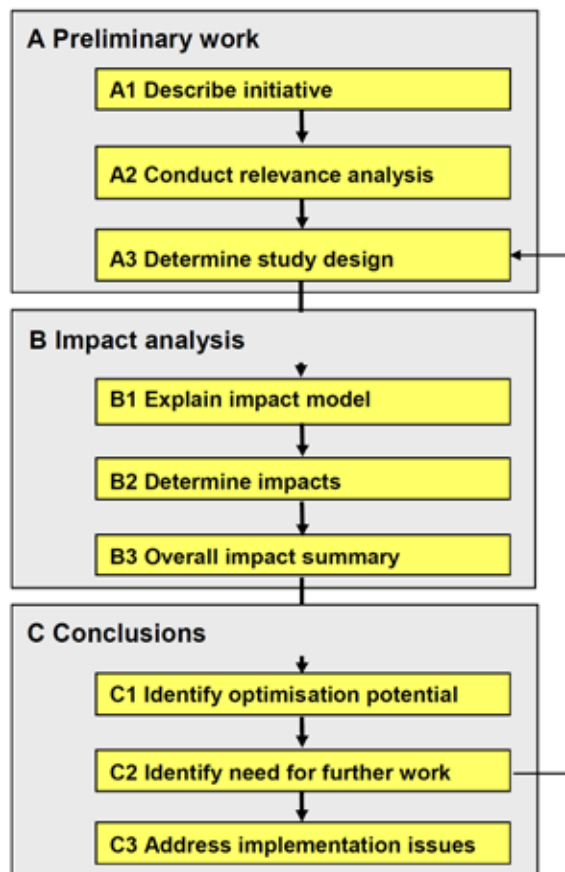 A Preliminary work
A1 Describe initiative
A2 Conduct relevance analysis
A3 Determine study design
B Impact analysis
B1 Explain impact model
B2 Determine impacts
B3 Overall impact summary
C Conclusions
C1 Identify optimisation potential
C2 Identify need for further work
C3 Address implementation issues